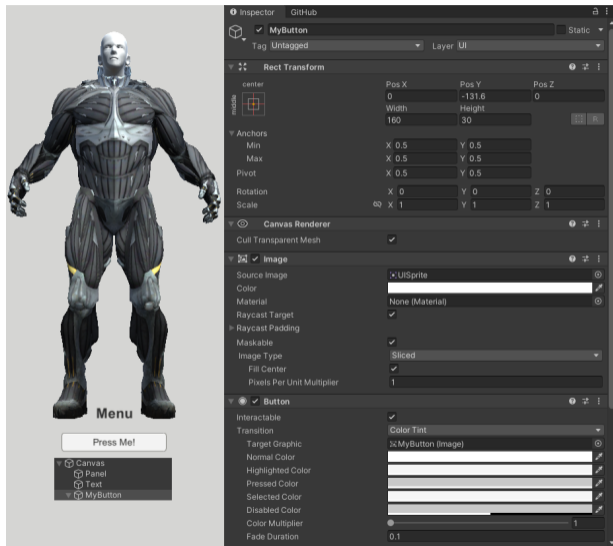 Menu
Press Me!
Canvas
Panel
Text
MyButton
Inspector GitHub
MyButton Static
Tag Untagged Layer UI
Rect Transform
center
middle
Pos X Pos Y Pos Z
0 -131.6 0
Width Height
160 30
R
Anchors
Min X 0.5 Y 0.5
Max X 0.5 Y 0.5
Pivot X 0.5 Y 0.5
Rotation X 0 Y 0 Z 0
Scale X 1 Y 1 Z 1
Canvas Renderer
Cull Transparent Mesh
Image
Source Image UISprite
Color
Material None (Material)
Raycast Target
Raycast Padding
Maskable
Image Type Sliced
Fill Center
Pixels Per Unit Multiplier 1
Button
Interactable
Transition Color Tint
Target Graphic MyButton (Image)
Normal Color
Highlighted Color
Pressed Color
Selected Color
Disabled Color
Color Multiplier 1
Fade Duration 0.1